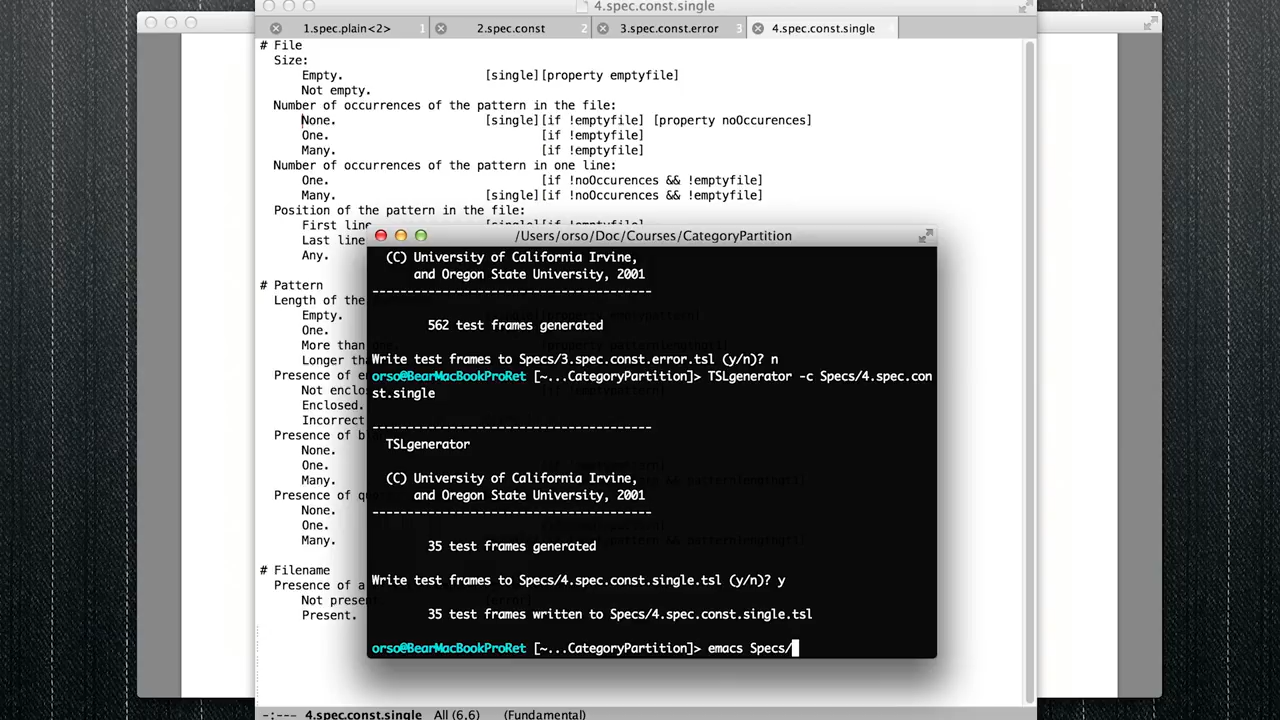 4.spec.const.single
1.spec.plain<2> 1 2.spec.const 2 3.spec.const.error 3 4.spec.const.single 4
# File
Size:
Empty. [single][property emptyfile]
Not empty.
Number of occurrences of the pattern in the file:
None. [single][if !emptyfile] [property noOccurences]
One. [if !emptyfile]
Many. [if !emptyfile]
Number of occurrences of the pattern in one line:
One. [if !noOccurences && !emptyfile]
Many. [single][if !noOccurences && !emptyfile]
Position of the pattern in the file:
First line
Last line
Any.
# Pattern
Length of the
Empty.
One.
More than
Longer th
Presence of e
Not enclo
Enclosed.
Incorrect
Presence of b
None.
One.
Many.
Presence of qu
None.
One.
Many.
# Filename
Presence of a
Not present
Present.
/Users/orso/Doc/Courses/CategoryPartition
(C) University of California Irvine,
and Oregon State University, 2001
---------------------------------------
562 test frames generated
Write test frames to Specs/3.spec.const.error.tsl (y/n)? n
orso@BearMacBookProRet [~...CategoryPartition]> TSLgenerator -c Specs/4.spec.con
st.single
---------------------------------------
TSLgenerator
(C) University of California Irvine,
and Oregon State University, 2001
---------------------------------------
35 test frames generated
Write test frames to Specs/4.spec.const.single.tsl (y/n)? y
35 test frames written to Specs/4.spec.const.single.tsl
orso@BearMacBookProRet [~...CategoryPartition]> emacs Specs/
-:--- 4.spec.const.single All (6,6) (Fundamental)